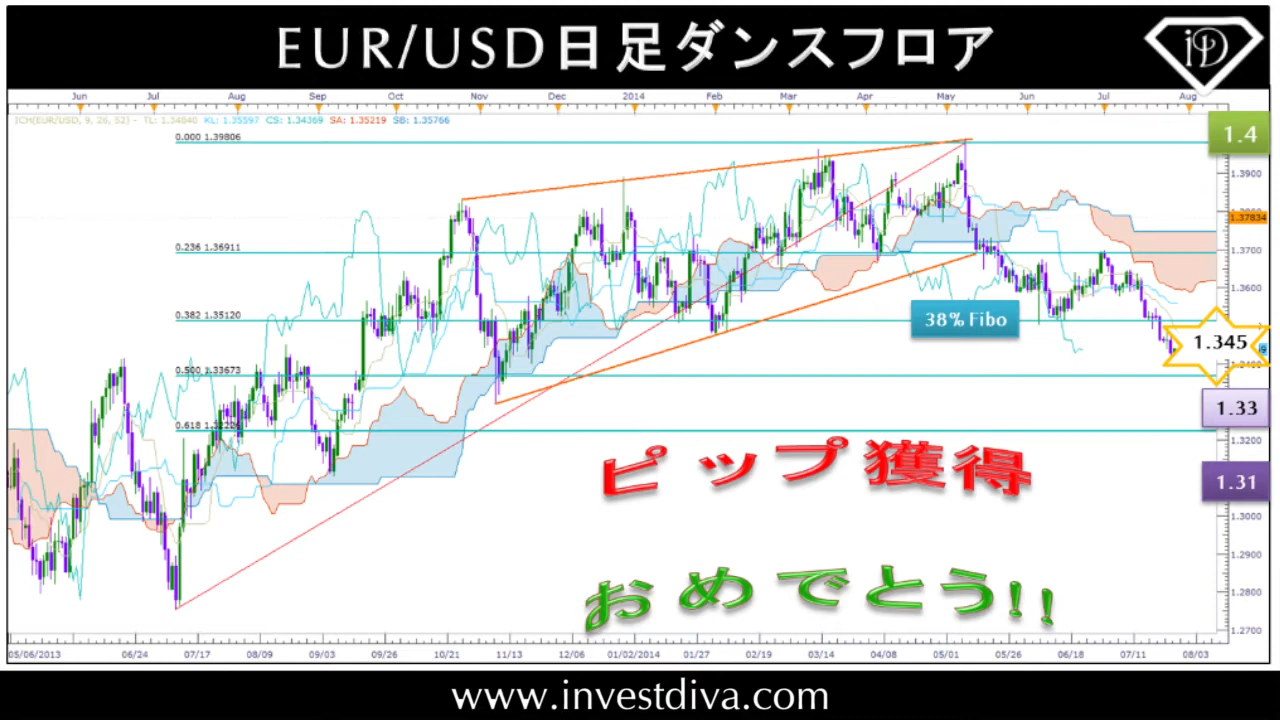 EUR/USD日足ダンスフロア
iD
Jun Jul Aug Sep Oct Nov Dec 2014 Feb Mar Apr May Jun Jul Aug
ICH(EUR/USD, 9, 26, 52) - TL: 1.34840 KL: 1.35597 CS: 1.34369 SA: 1.35219 SB: 1.35766
0.000 1.39806
1.4
1.3900
1.37834
0.236 1.36911
1.3700
1.3600
0.382 1.35120
38% Fibo
1.345
1.3400
0.500 1.33673
1.33
0.618 1.32226
1.3200
ピップ獲得
1.31
1.3000
1.2900
おめでとう!!
1.2800
1.2700
05/06/2013 06/24 07/17 08/09 09/03 09/26 10/21 11/13 12/06 01/02/2014 01/27 02/19 03/14 04/08 05/01 05/26 06/18 07/11 08/03
www.investdiva.com